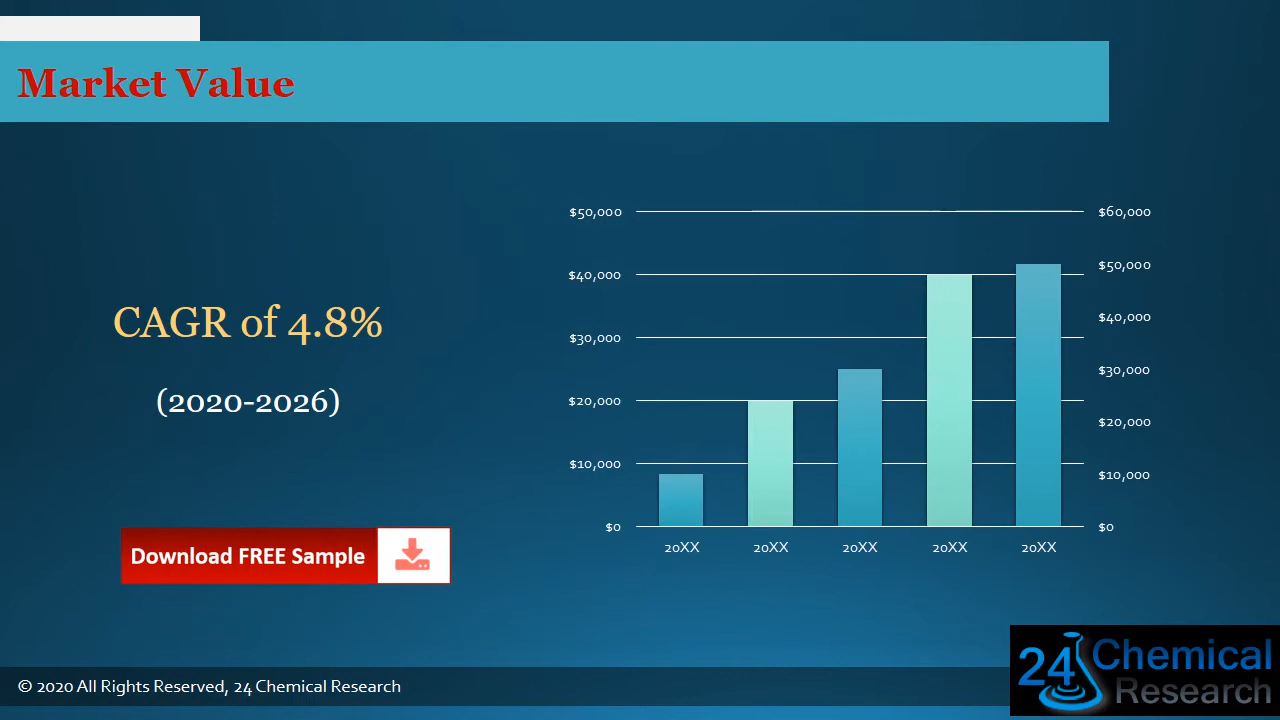 Market Value
CAGR of 4.8%
(2020-2026)
Download FREE Sample
$50,000
$40,000
$30,000
$20,000
$10,000
$0
$60,000
$50,000
$40,000
$30,000
$20,000
$10,000
$0
20XX 20XX 20XX 20XX 20XX
© 2020 All Rights Reserved, 24 Chemical Research
24 Chemical
Research